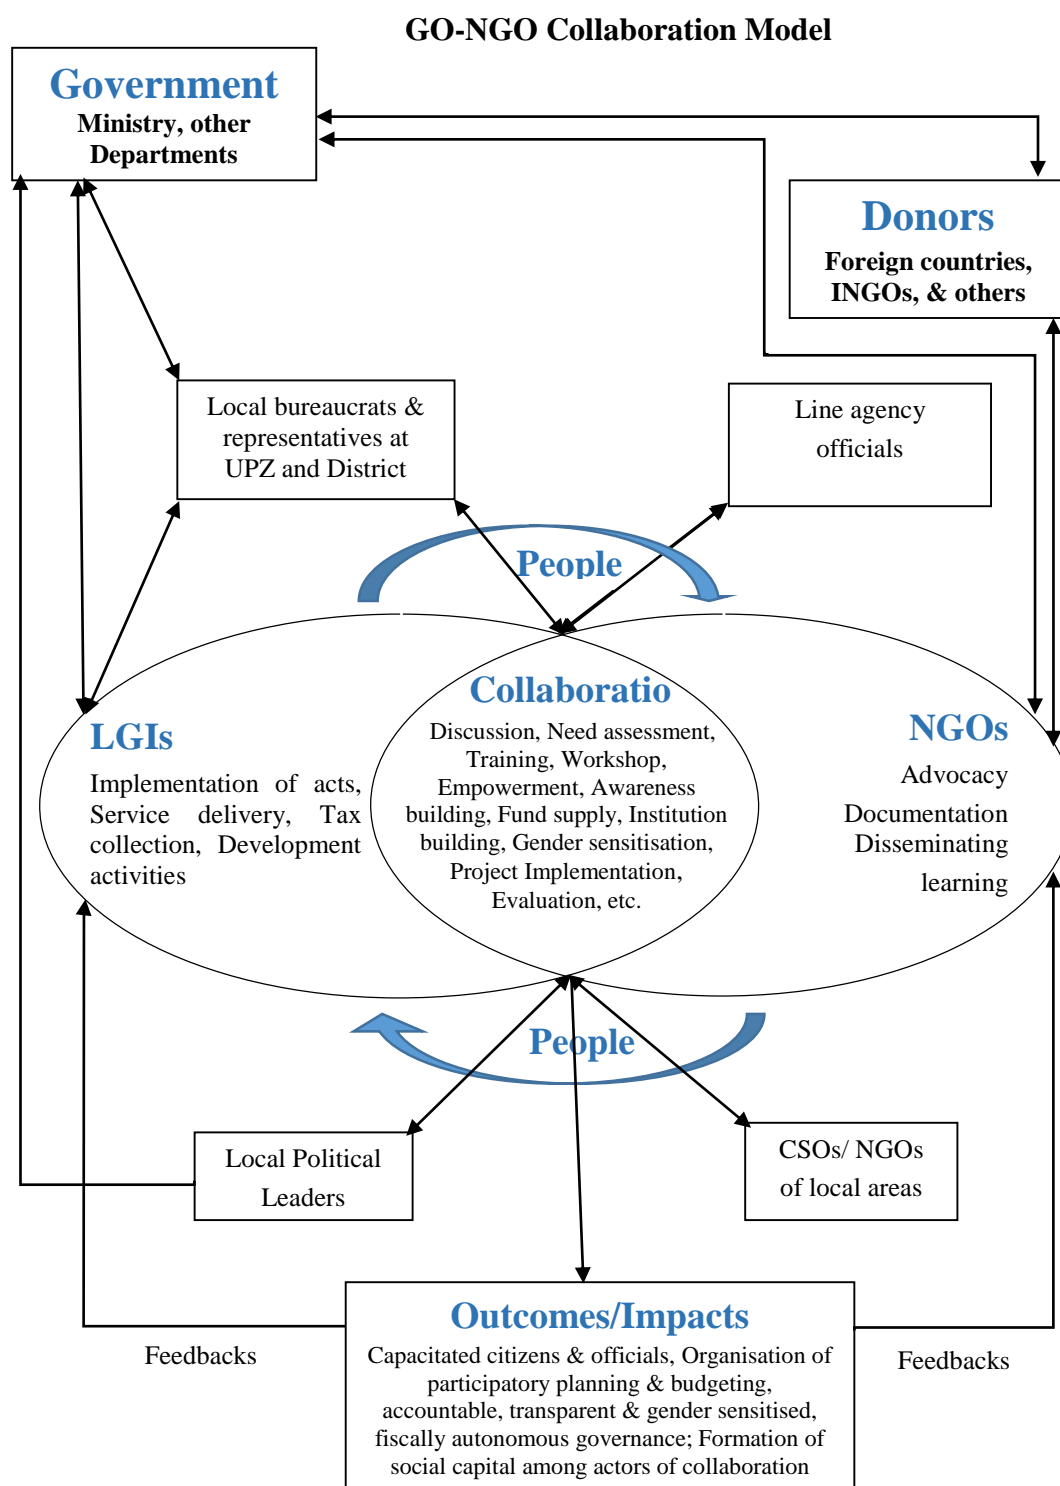 GO-NGO Collaboration Model
Government
Ministry, other
Departments
Donors
Foreign countries,
INGOs, & others
Local bureaucrats &
representatives at
UPZ and District
Line agency
officials
People
Collaboratio
Discussion, Need assessment,
Training, Workshop,
Empowerment, Awareness
building, Fund supply, Institution
building, Gender sensitisation,
Project Implementation,
Evaluation, etc.
LGIs
Implementation of acts,
Service delivery, Tax
collection, Development
activities
NGOs
Advocacy
Documentation
Disseminating
learning
People
Local Political
Leaders
CSOs/ NGOs
of local areas
Outcomes/Impacts
Capacitated citizens & officials, Organisation of
participatory planning & budgeting,
accountable, transparent & gender sensitised,
fiscally autonomous governance; Formation of
social capital among actors of collaboration
Feedbacks
Feedbacks